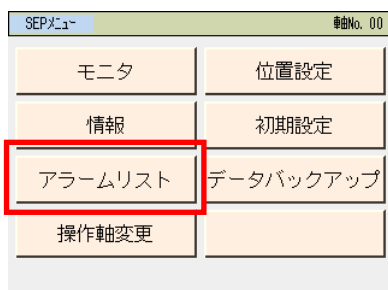 SEPﾒﾆｭｰ 軸No. 00
モニタ 位置設定
情報 初期設定
アラームリスト データバックアップ
操作軸変更